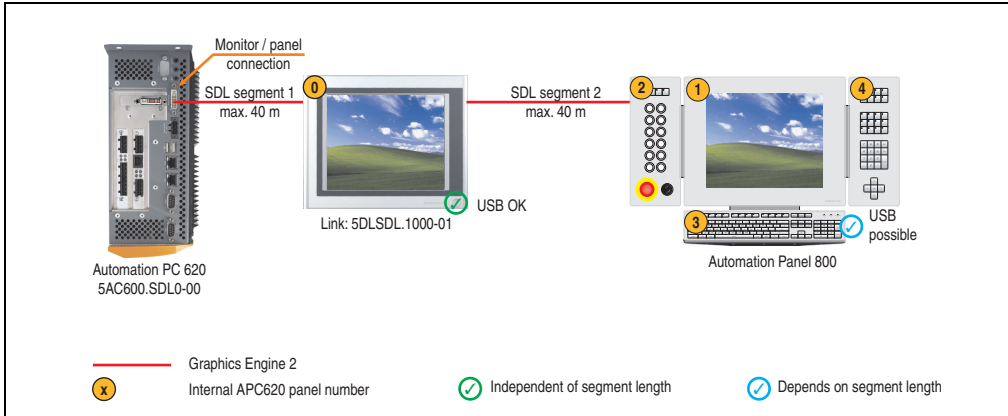 Monitor / panel
connection
SDL segment 1
max. 40 m
0
SDL segment 2
max. 40 m
2
1
4
USB OK
Link: 5DLSDL.1000-01
3
USB
possible
Automation Panel 800
Automation PC 620
5AC600.SDL0-00
Graphics Engine 2
x
Internal APC620 panel number
Independent of segment length
Depends on segment length